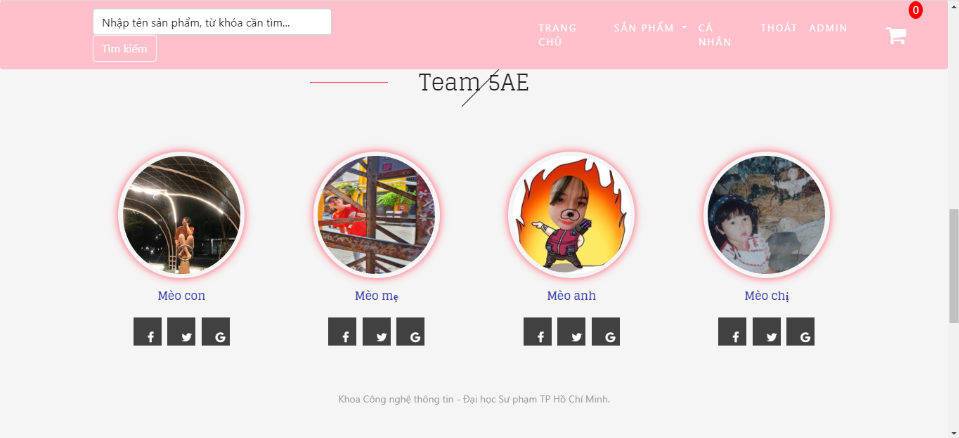 Nhập tên sản phẩm, từ khóa cần tìm...
Tìm kiếm
TRANG CHỦ
SẢN PHẨM
CÁ NHÂN
THOÁT
ADMIN
0
Team 5AE
Mèo con
Mèo mẹ
Mèo anh
Mèo chị
Khoa Công nghệ thông tin - Đại học Sư phạm TP Hồ Chí Minh.